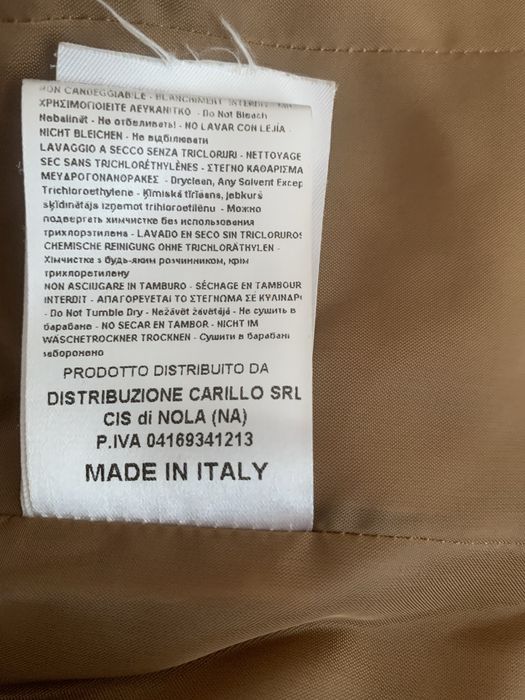 NON CANDEGGIABILE - BLANCHIMENT INTERDIT
ΧΡΗΣΙΜΟΠΟΙΕΙΤΕ ΛΕΥΚΑΝΤΙΚΟ - Do Not Bleach
Nebalināt - Не отбеливать! - NO LAVAR CON LEJÍA -
NICHT BLEICHEN - Не відбілювати
LAVAGGIO A SECCO SENZA TRICLORURI - NETTOYAGE
SEC SANS TRICHLORÉTHYLÈNES - ΣΤΕΓΝΟ ΚΑΘΑΡΙΣΜΑ
ΜΕ ΥΔΡΟΓΟΝΑΝΘΡΑΚΕΣ - Dryclean, Any Solvent Excep
Trichloroethylene - Ķīmiskā tīrīšana, jebkurš
šķīdinātājs izņemot trihloretilēnu - Можно
подвергать химчистке без использования
трихлорэтилена - LAVADO EN SECO SIN TRICLORUROS
CHEMISCHE REINIGUNG OHNE TRICHLORÄTHYLEN -
Хімчистке з будь-яким розчинником, крім
трихлоретилену
NON ASCIUGARE IN TAMBURO - SÉCHAGE EN TAMBOUR
INTERDIT - ΑΠΑΓΟΡΕΥΕΤΑΙ ΤΟ ΣΤΕΓΝΩΜΑ ΣΕ ΚΥΛΙΝΔΡ
- Do Not Tumble Dry - Nežāvēt žāvētājā - Не сушить в
барабане - NO SECAR EN TAMBOR - NICHT IM
WÄSCHETROCKNER TROCKNEN - Сушити в барабані
заборонено
PRODOTTO DISTRIBUITO DA
DISTRIBUZIONE CARILLO SRL
CIS di NOLA (NA)
P.IVA 04169341213
MADE IN ITALY